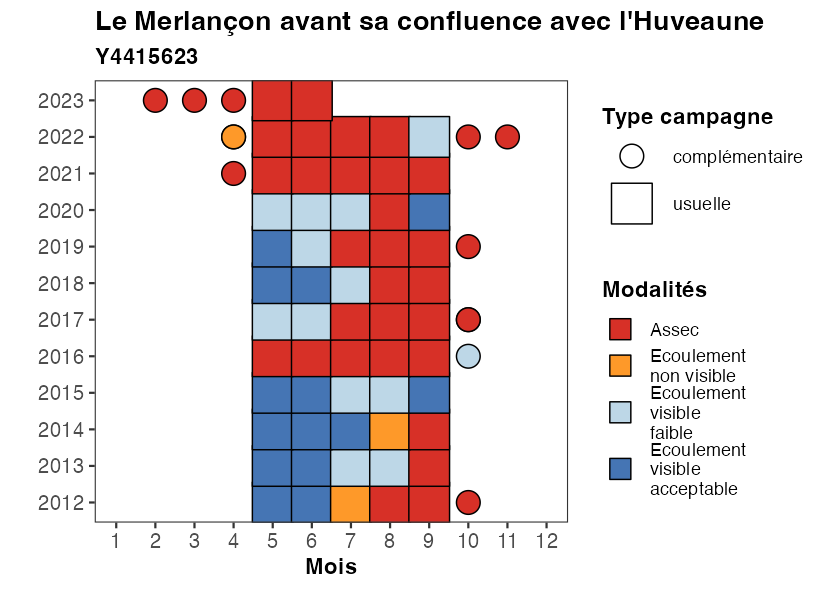 Le Merlançon avant sa confluence avec l'Huveaune
Y4415623
2023
2022
2021
2020
2019
2018
2017
2016
2015
2014
2013
2012
1 2 3 4 5 6 7 8 9 10 11 12
Mois
Type campagne
complémentaire
usuelle
Modalités
Assec
Ecoulement
non visible
Ecoulement
visible
faible
Ecoulement
visible
acceptable